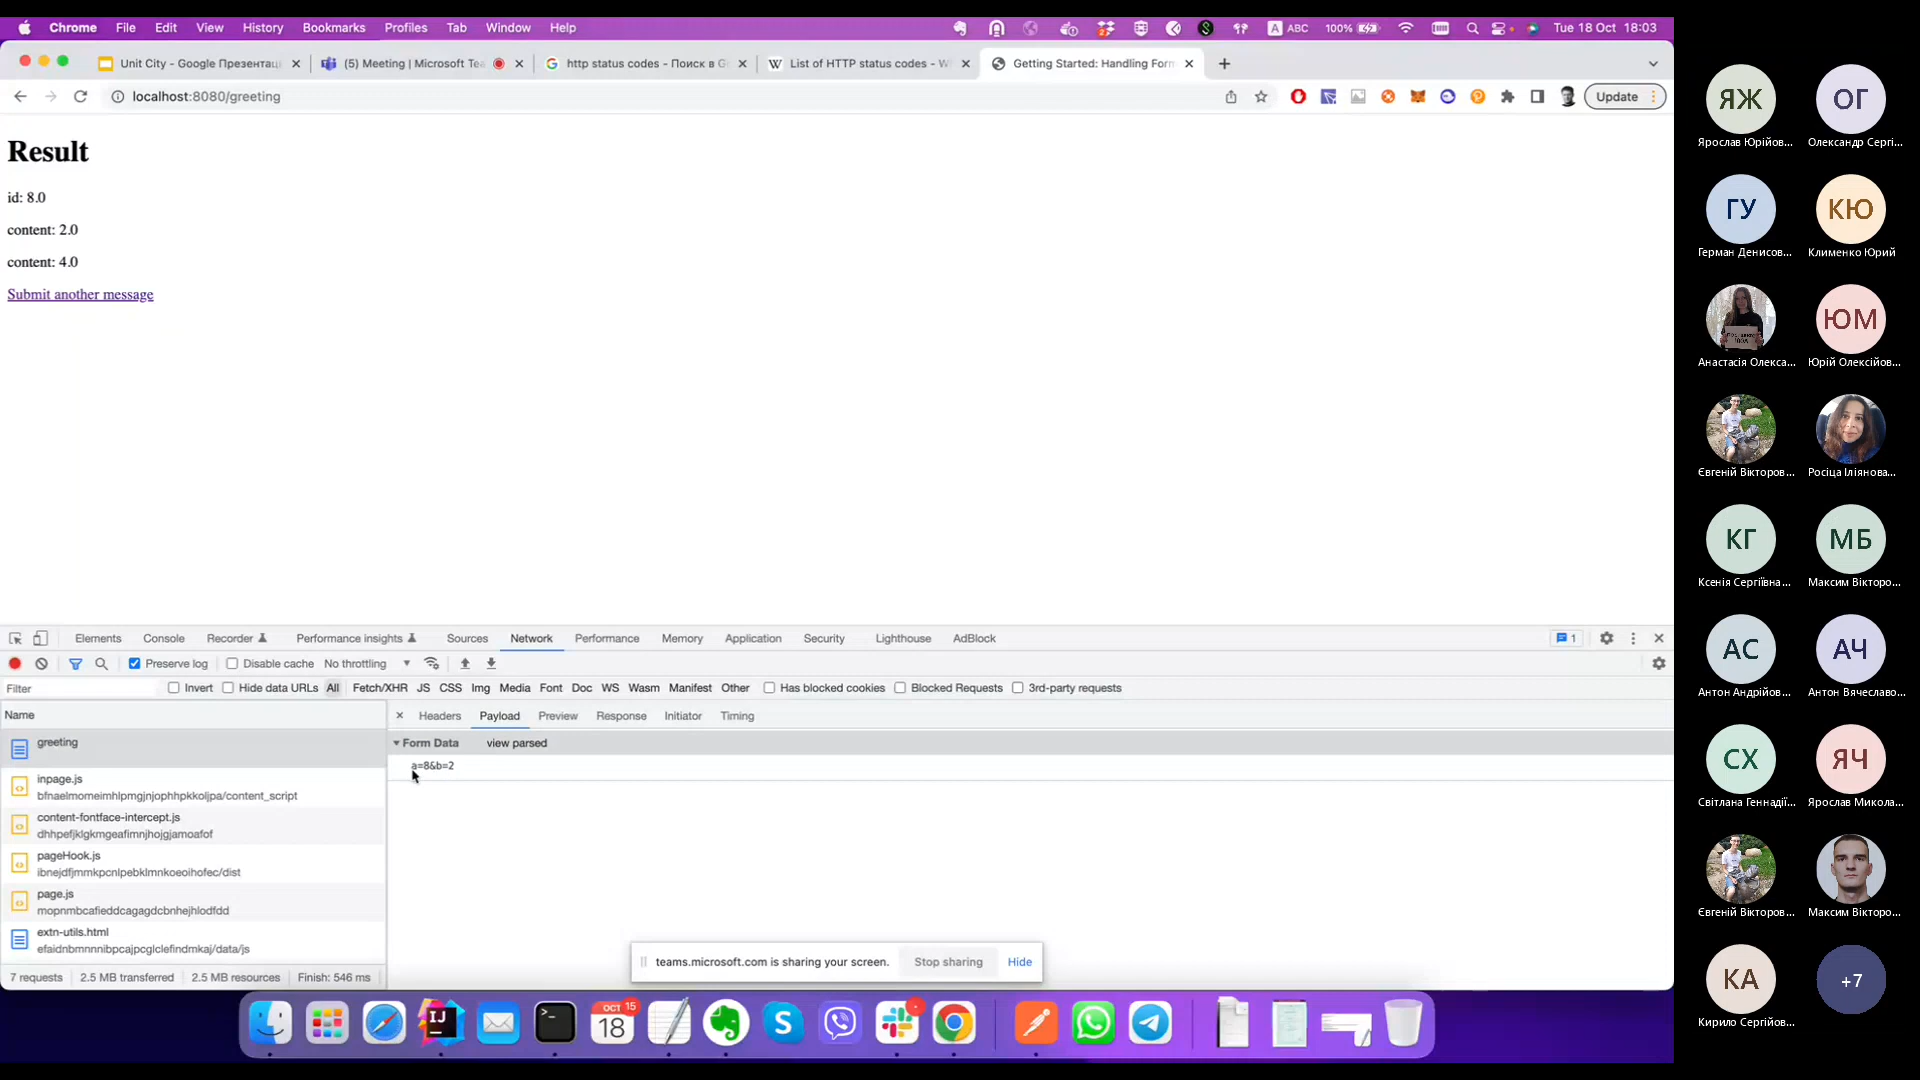 Chrome File Edit View History Bookmarks Profiles Tab Window Help
ABC 100% Tue 18 Oct 18:03
Unit City - Google Презентаці
(5) Meeting | Microsoft Tea
http status codes - Поиск в G
List of HTTP status codes - W
Getting Started: Handling Form
localhost:8080/greeting
Update
Result
id: 8.0
content: 2.0
content: 4.0
Submit another message
Elements Console Recorder Performance insights Sources Network Performance Memory Application Security Lighthouse AdBlock
1
Preserve log Disable cache No throttling
Filter Invert Hide data URLs All Fetch/XHR JS CSS Img Media Font Doc WS Wasm Manifest Other Has blocked cookies Blocked Requests 3rd-party requests
Name
Headers Payload Preview Response Initiator Timing
greeting
Form Data view parsed
a=8&b=2
inpage.js
bfnaelmomeimhlpmgjnjophhpkkoljpa/content_script
content-fontface-intercept.js
dhhpefjklgkmgeafimnjhojgjamoafof
pageHook.js
ibnejdfjmmkpcnlpebklmnkoeoihofec/dist
page.js
mopnmbcafieddcagagdcbnhejhlodfdd
extn-utils.html
efaidnbmnnnibpcajpcglclefindmkaj/data/js
7 requests 2.5 MB transferred 2.5 MB resources Finish: 546 ms
teams.microsoft.com is sharing your screen. Stop sharing Hide
IJ
OCT 15
18
ЯЖ ОГ
Ярослав Юрійов... Олександр Сергі...
ГУ КЮ
Герман Денисов... Клименко Юрий
ЮМ
Анастасія Олекса... Юрій Олексійов...
Євгеній Вікторов... Росіца Іліянова...
КГ МБ
Ксенія Сергіївна... Максим Вікторо...
АС АЧ
Антон Андрійов... Антон Вячеславо...
СХ ЯЧ
Світлана Геннадії... Ярослав Микола...
Євгеній Вікторов... Максим Вікторо...
КА +7
Кирило Сергійов...